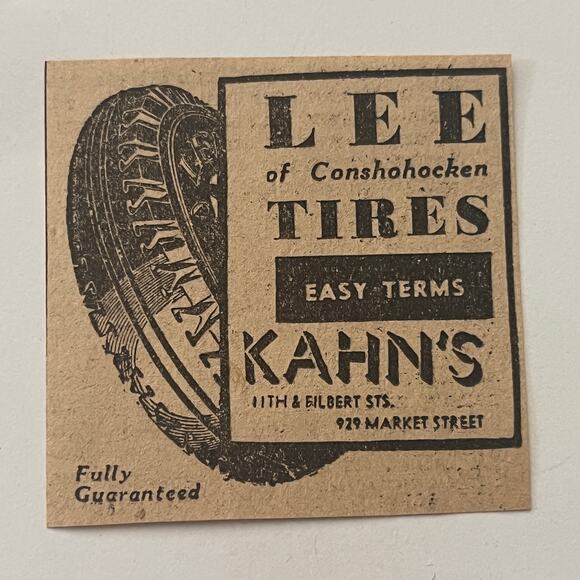 LEE
of Conshohocken
TIRES
EASY TERMS
KAHN'S
11TH & FILBERT STS.
929 MARKET STREET
Fully
Guaranteed